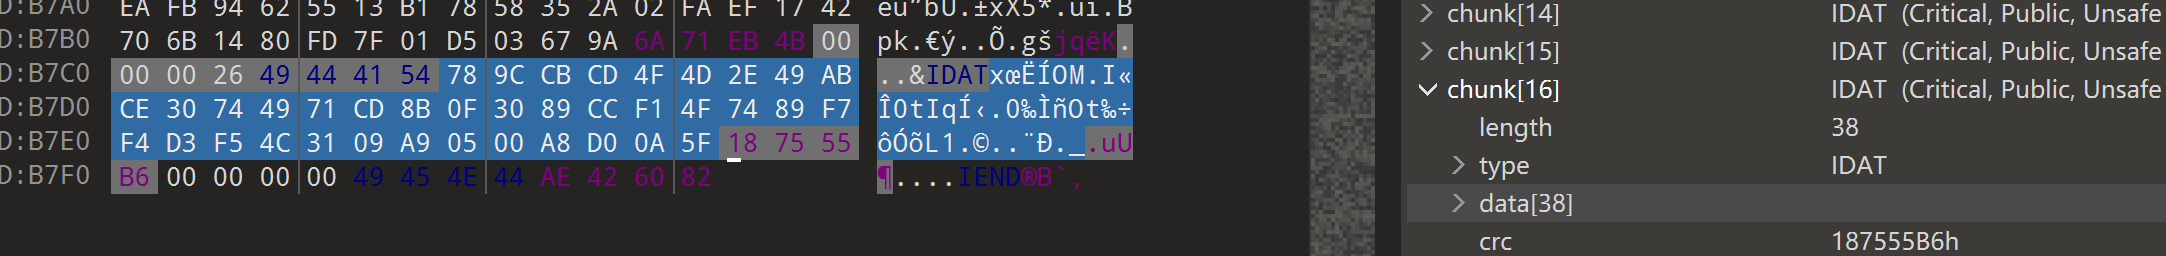 D:B7A0 EA FB 94 62 55 13 B1 78 58 35 2A 02 FA EF 17 42 êû”bU.±xX5*.úï.B
D:B7B0 70 6B 14 80 FD 7F 01 D5 03 67 9A 6A 71 EB 4B 00 pk.€ý..Õ.gšjqëK.
D:B7C0 00 00 26 49 44 41 54 78 9C CB CD 4F 4D 2E 49 AB ..&IDATxœËÍOM.I«
D:B7D0 CE 30 74 49 71 CD 8B 0F 30 89 CC F1 4F 74 89 F7 Î0tIqÍ‹.0‰ÌñOt‰÷
D:B7E0 F4 D3 F5 4C 31 09 A9 05 00 A8 D0 0A 5F 18 75 55 ôÓõL1.©..¨Ð._.uU
D:B7F0 B6 00 00 00 00 49 45 4E 44 AE 42 60 82 ¶....IEND®B`‚
chunk[14] IDAT (Critical, Public, Unsafe
chunk[15] IDAT (Critical, Public, Unsafe
chunk[16] IDAT (Critical, Public, Unsafe
length 38
type IDAT
data[38]
crc 187555B6h